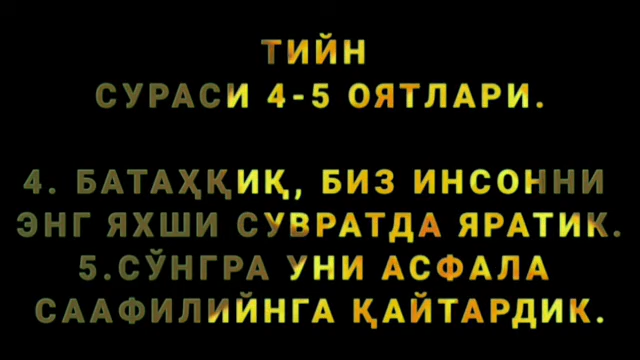 ТИЙН
СУРАСИ 4-5 ОЯТЛАРИ.
4. БАТАҲҚИҚ, БИЗ ИНСОННИ
ЭНГ ЯХШИ СУВРАТДА ЯРАТИК.
5.СЎНГРА УНИ АСФАЛА
СААФИЛИЙНГА ҚАЙТАРДИК.